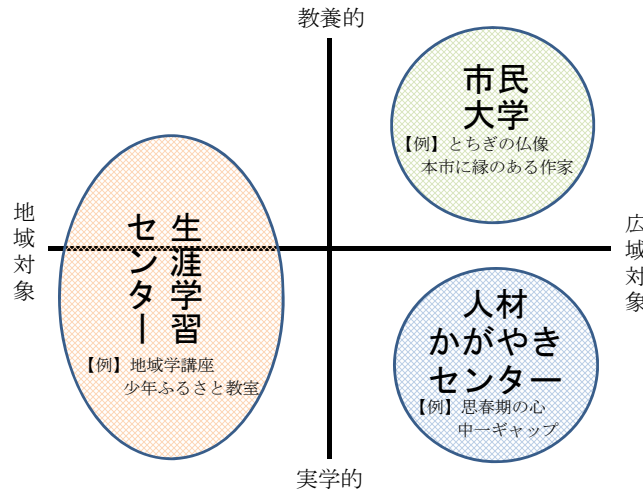 教養的
市民
大学
【例】とちぎの仏像
本市に縁のある作家
地域対象
生涯学習
センター
【例】地域学講座
少年ふるさと教室
広域対象
人材
かがやき
センター
【例】思春期の心
中一ギャップ
実学的